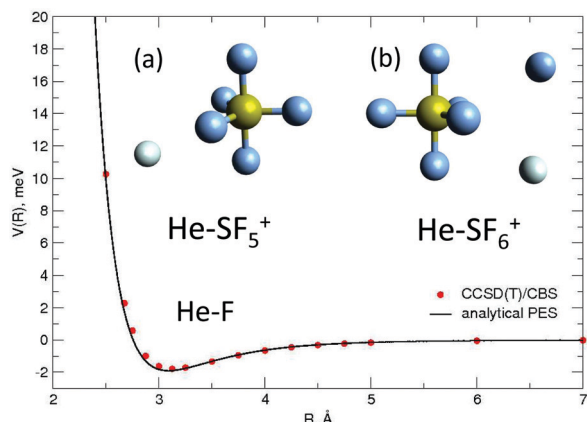 20
18
16
14
12
10
8
6
4
2
0
-2
V(R), meV
(a)
(b)
He-SF₅⁺
He-SF₆⁺
He-F
CCSD(T)/CBS
analytical PES
2
3
4
5
6
7
R, Å